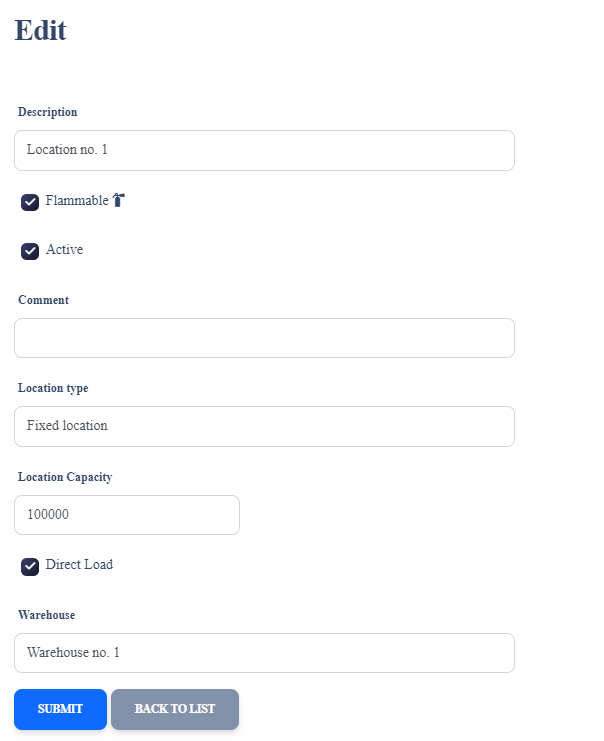 Edit
Description
Location no. 1
Flammable
Active
Comment
Location type
Fixed location
Location Capacity
100000
Direct Load
Warehouse
Warehouse no. 1
SUBMIT BACK TO LIST